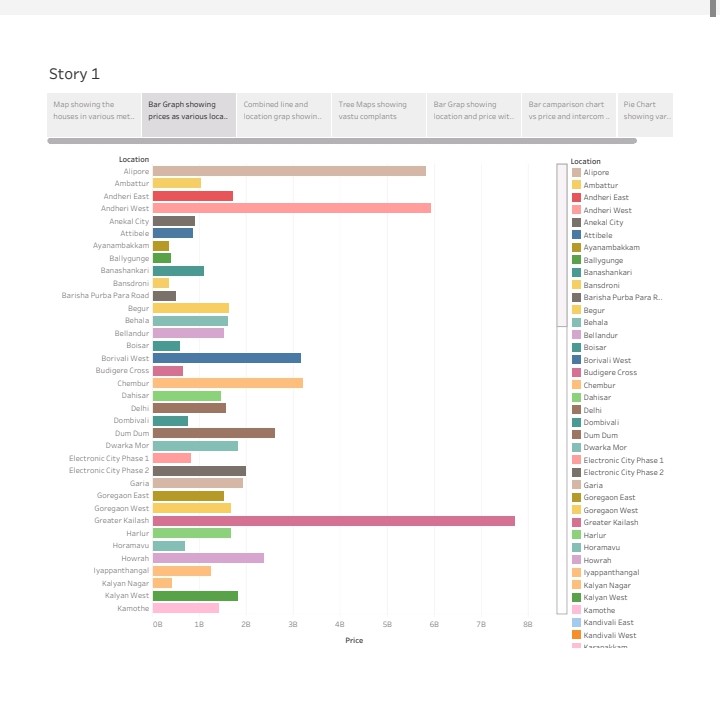 Story 1
Map showing the
houses in various met..
Bar Graph showing
prices as various loca..
Combined line and
location grap showin..
Tree Maps showing
vastu complants
Bar Grap showing
location and price wit..
Bar camparison chart
vs price and intercom ..
Pie Chart
showing var..
Location
Alipore
Ambattur
Andheri East
Andheri West
Anekal City
Attibele
Ayanambakkam
Ballygunge
Banashankari
Bansdroni
Barisha Purba Para Road
Begur
Behala
Bellandur
Boisar
Borivali West
Budigere Cross
Chembur
Dahisar
Delhi
Dombivali
Dum Dum
Dwarka Mor
Electronic City Phase 1
Electronic City Phase 2
Garia
Goregaon East
Goregaon West
Greater Kailash
Harlur
Horamavu
Howrah
Iyappanthangal
Kalyan Nagar
Kalyan West
Kamothe
0B 1B 2B 3B 4B 5B 6B 7B 8B
Price
Location
Alipore
Ambattur
Andheri East
Andheri West
Anekal City
Attibele
Ayanambakkam
Ballygunge
Banashankari
Bansdroni
Barisha Purba Para R..
Begur
Behala
Bellandur
Boisar
Borivali West
Budigere Cross
Chembur
Dahisar
Delhi
Dombivali
Dum Dum
Dwarka Mor
Electronic City Phase 1
Electronic City Phase 2
Garia
Goregaon East
Goregaon West
Greater Kailash
Harlur
Horamavu
Howrah
Iyappanthangal
Kalyan Nagar
Kalyan West
Kamothe
Kandivali East
Kandivali West